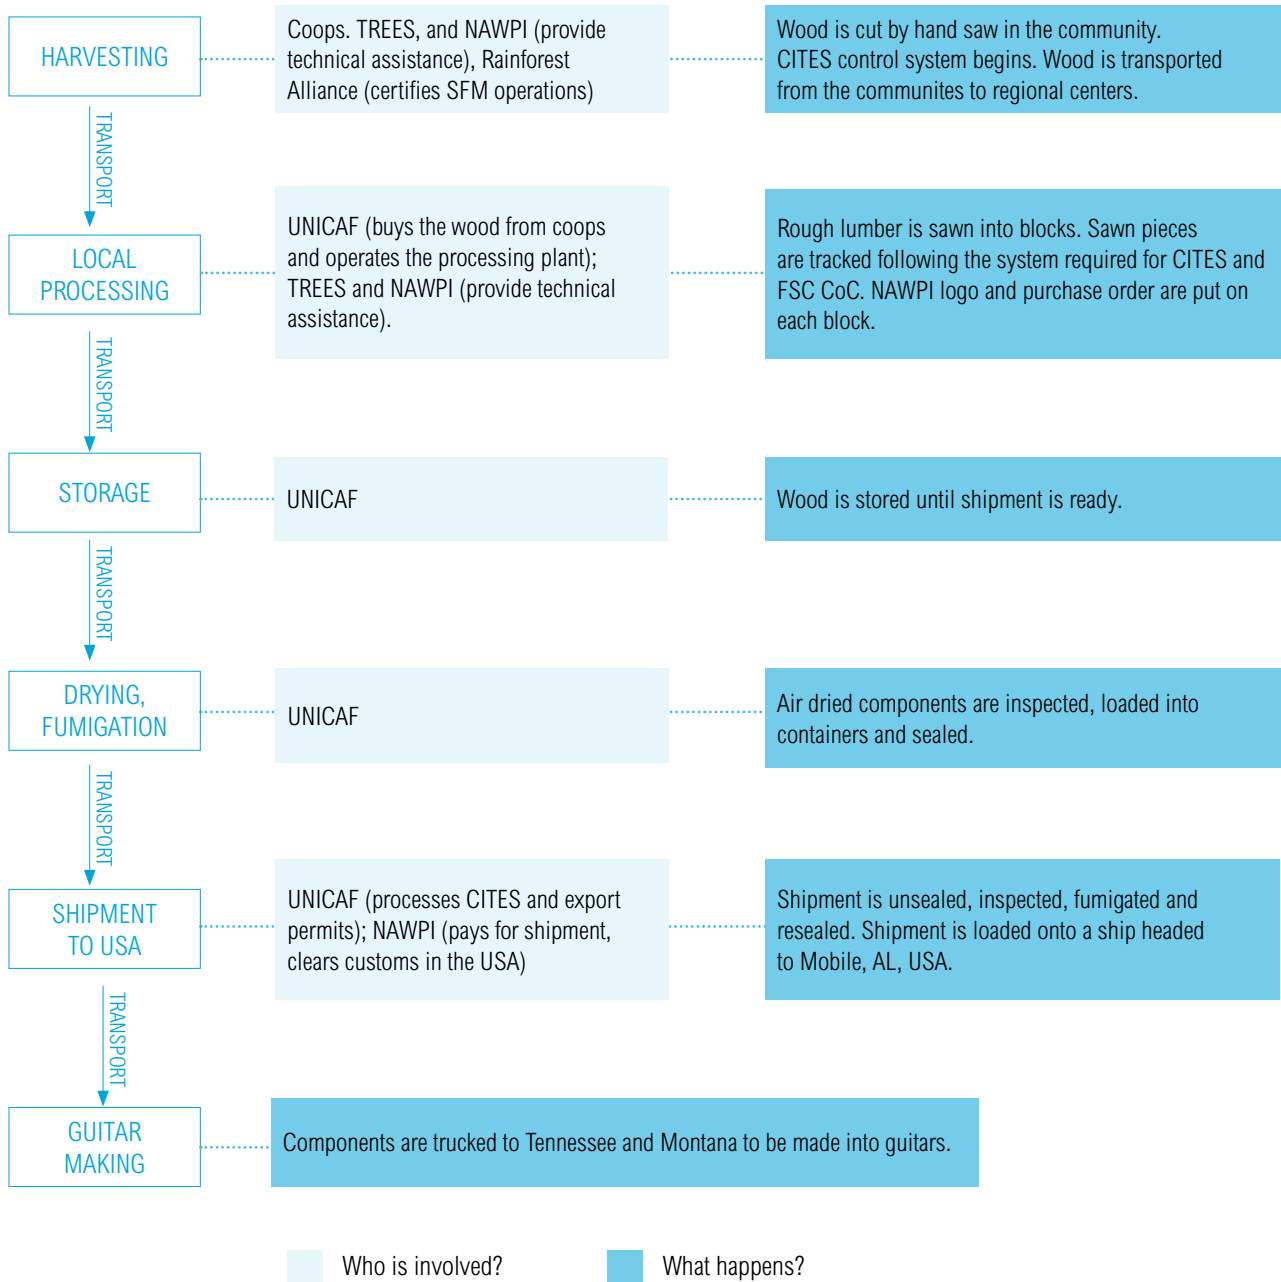 HARVESTING
Coops. TREES, and NAWPI (provide
technical assistance), Rainforest
Alliance (certifies SFM operations)
Wood is cut by hand saw in the community.
CITES control system begins. Wood is transported
from the communites to regional centers.
TRANSPORT
LOCAL
PROCESSING
UNICAF (buys the wood from coops
and operates the processing plant);
TREES and NAWPI (provide technical
assistance).
Rough lumber is sawn into blocks. Sawn pieces
are tracked following the system required for CITES and
FSC CoC. NAWPI logo and purchase order are put on
each block.
TRANSPORT
STORAGE
UNICAF
Wood is stored until shipment is ready.
TRANSPORT
DRYING,
FUMIGATION
UNICAF
Air dried components are inspected, loaded into
containers and sealed.
TRANSPORT
SHIPMENT
TO USA
UNICAF (processes CITES and export
permits); NAWPI (pays for shipment,
clears customs in the USA)
Shipment is unsealed, inspected, fumigated and
resealed. Shipment is loaded onto a ship headed
to Mobile, AL, USA.
TRANSPORT
GUITAR
MAKING
Components are trucked to Tennessee and Montana to be made into guitars.
Who is involved?
What happens?